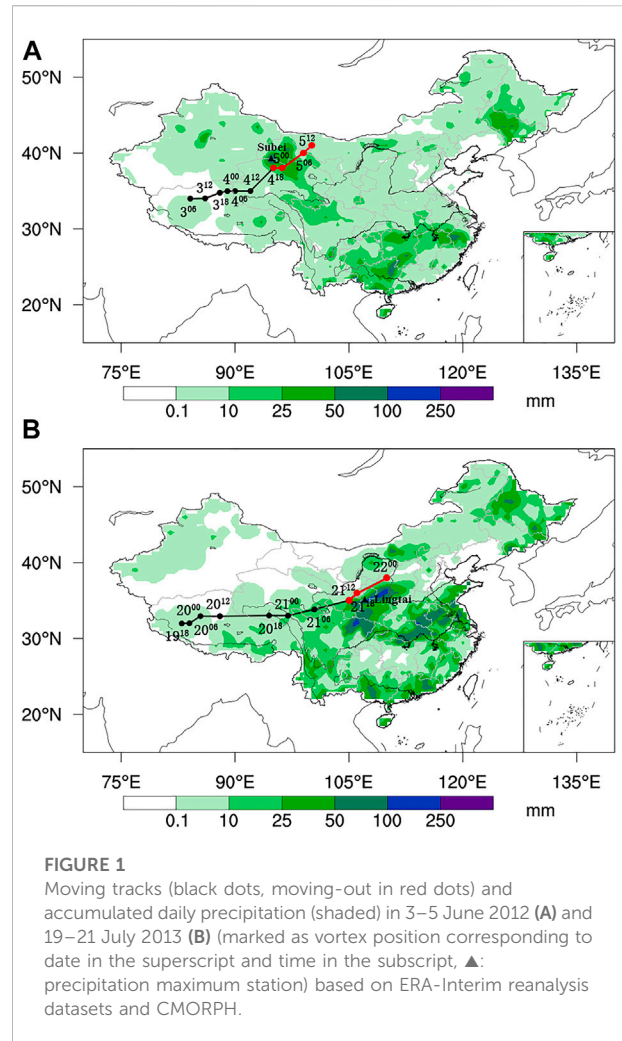 A
50°N
40°N
30°N
20°N
Subei
5¹²
5⁰⁰
5⁰⁶
4¹⁸
4⁰⁰
4¹²
3¹²
3¹⁸
4⁰⁶
3⁰⁶
75°E 90°E 105°E 120°E 135°E
0.1 10 25 50 100 250 mm
B
50°N
40°N
30°N
20°N
22⁰⁰
21¹²
Lingtai
21¹⁸
20⁰⁰ 20¹² 21⁰⁰
19¹⁸ 20⁰⁶ 20¹⁸ 21⁰⁶
75°E 90°E 105°E 120°E 135°E
0.1 10 25 50 100 250 mm
FIGURE 1
Moving tracks (black dots, moving-out in red dots) and
accumulated daily precipitation (shaded) in 3–5 June 2012 (A) and
19–21 July 2013 (B) (marked as vortex position corresponding to
date in the superscript and time in the subscript, ▲:
precipitation maximum station) based on ERA-Interim reanalysis
datasets and CMORPH.